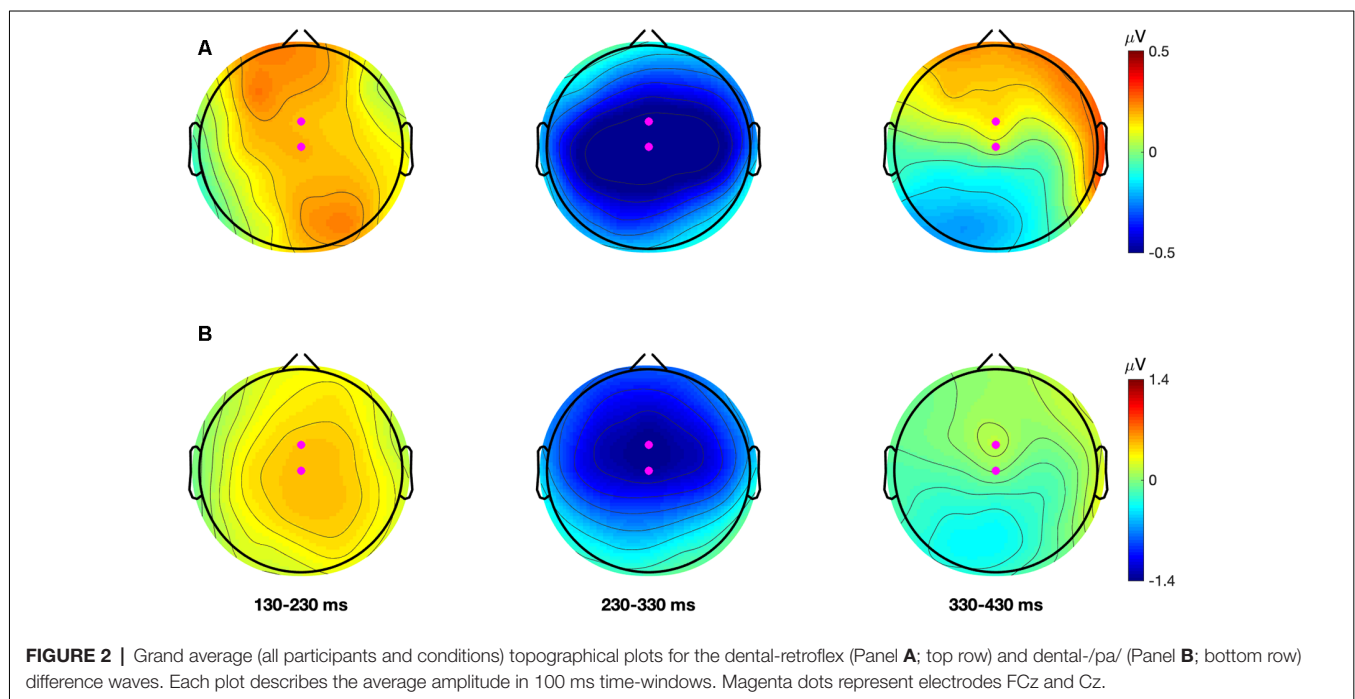 A
μV
0.5
0
-0.5
B
μV
1.4
0
-1.4
130-230 ms 230-330 ms 330-430 ms
FIGURE 2 | Grand average (all participants and conditions) topographical plots for the dental-retroflex (Panel A; top row) and dental-/pa/ (Panel B; bottom row)
difference waves. Each plot describes the average amplitude in 100 ms time-windows. Magenta dots represent electrodes FCz and Cz.